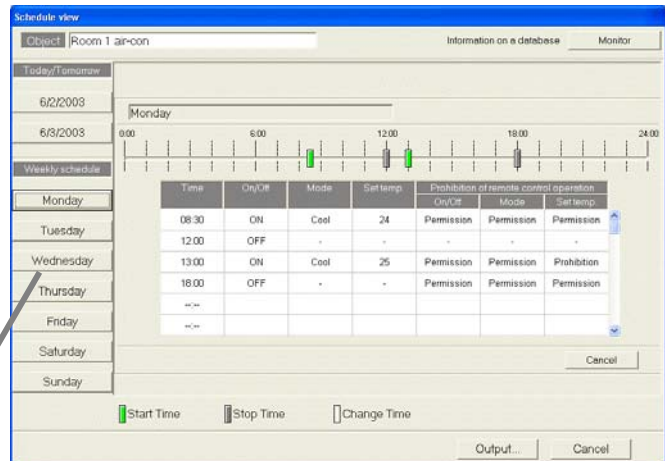 Schedule view
Object Room 1 air-con Information on a database Monitor
Today/Tomorrow
6/2/2003
6/3/2003
Weekly schedule
Monday
Tuesday
Wednesday
Thursday
Friday
Saturday
Sunday
Monday
0:00 6:00 12:00 18:00 24:00
Time On/Off Mode Set temp. Prohibition of remote control operation
On/Off Mode Set temp.
08:30 ON Cool 24 Permission Permission Permission
12:00 OFF - - - - -
13:00 ON Cool 25 Permission Permission Prohibition
18:00 OFF - - Permission Permission Permission
--:--
--:--
Cancel
Start Time Stop Time Change Time
Output... Cancel